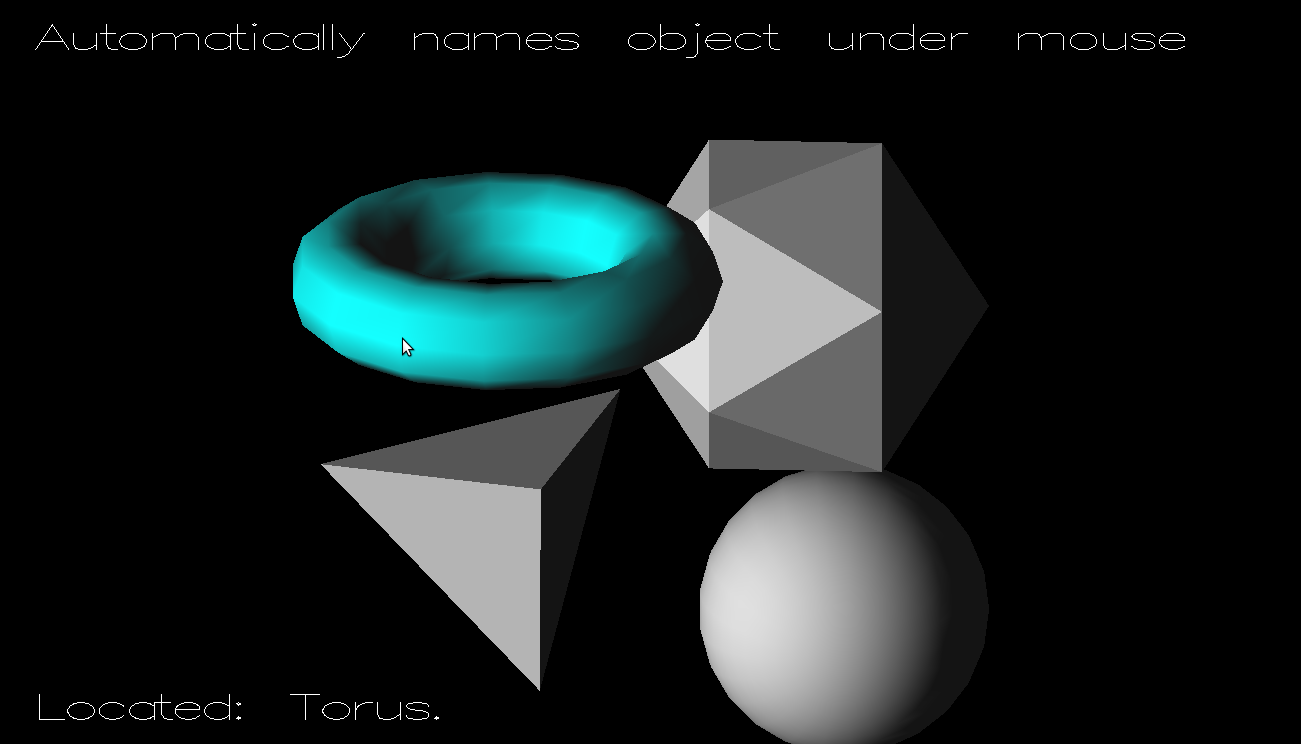 Automatically names object under mouse
Located: Torus.